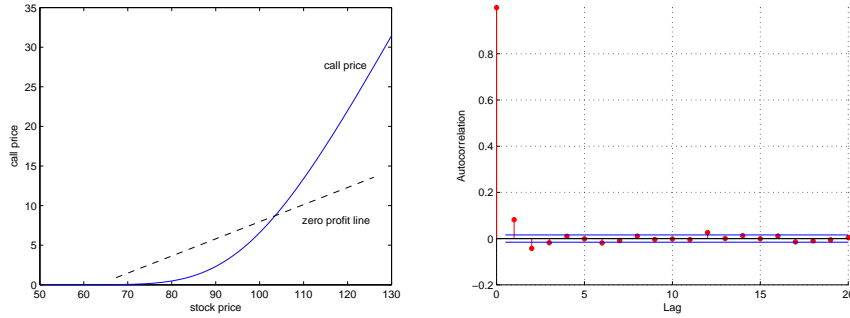 35
30
25
20
15
10
5
0
50 60 70 80 90 100 110 120 130
call price
stock price
call price
zero profit line
0.8
0.6
0.4
0.2
0
−0.2
0 5 10 15 20
Autocorrelation
Lag